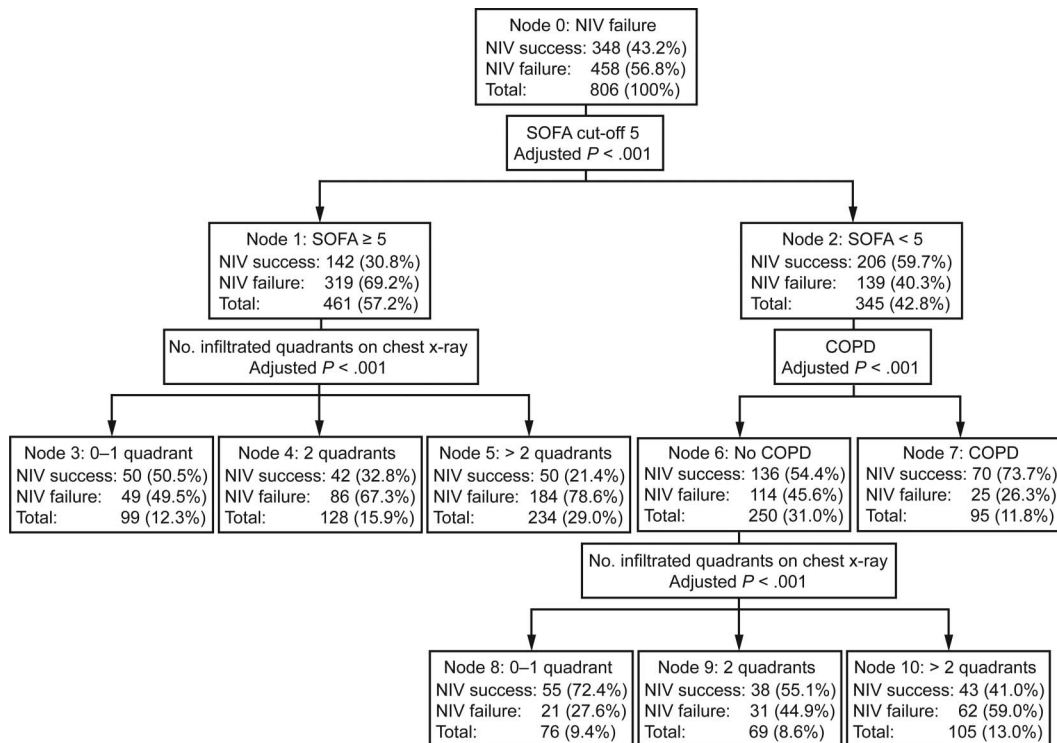 Node 0: NIV failure
NIV success: 348 (43.2%)
NIV failure: 458 (56.8%)
Total: 806 (100%)
SOFA cut-off 5
Adjusted P < .001
Node 1: SOFA ≥ 5
NIV success: 142 (30.8%)
NIV failure: 319 (69.2%)
Total: 461 (57.2%)
Node 2: SOFA < 5
NIV success: 206 (59.7%)
NIV failure: 139 (40.3%)
Total: 345 (42.8%)
No. infiltrated quadrants on chest x-ray
Adjusted P < .001
COPD
Adjusted P < .001
Node 3: 0–1 quadrant
NIV success: 50 (50.5%)
NIV failure: 49 (49.5%)
Total: 99 (12.3%)
Node 4: 2 quadrants
NIV success: 42 (32.8%)
NIV failure: 86 (67.3%)
Total: 128 (15.9%)
Node 5: > 2 quadrants
NIV success: 50 (21.4%)
NIV failure: 184 (78.6%)
Total: 234 (29.0%)
Node 6: No COPD
NIV success: 136 (54.4%)
NIV failure: 114 (45.6%)
Total: 250 (31.0%)
Node 7: COPD
NIV success: 70 (73.7%)
NIV failure: 25 (26.3%)
Total: 95 (11.8%)
No. infiltrated quadrants on chest x-ray
Adjusted P < .001
Node 8: 0–1 quadrant
NIV success: 55 (72.4%)
NIV failure: 21 (27.6%)
Total: 76 (9.4%)
Node 9: 2 quadrants
NIV success: 38 (55.1%)
NIV failure: 31 (44.9%)
Total: 69 (8.6%)
Node 10: > 2 quadrants
NIV success: 43 (41.0%)
NIV failure: 62 (59.0%)
Total: 105 (13.0%)